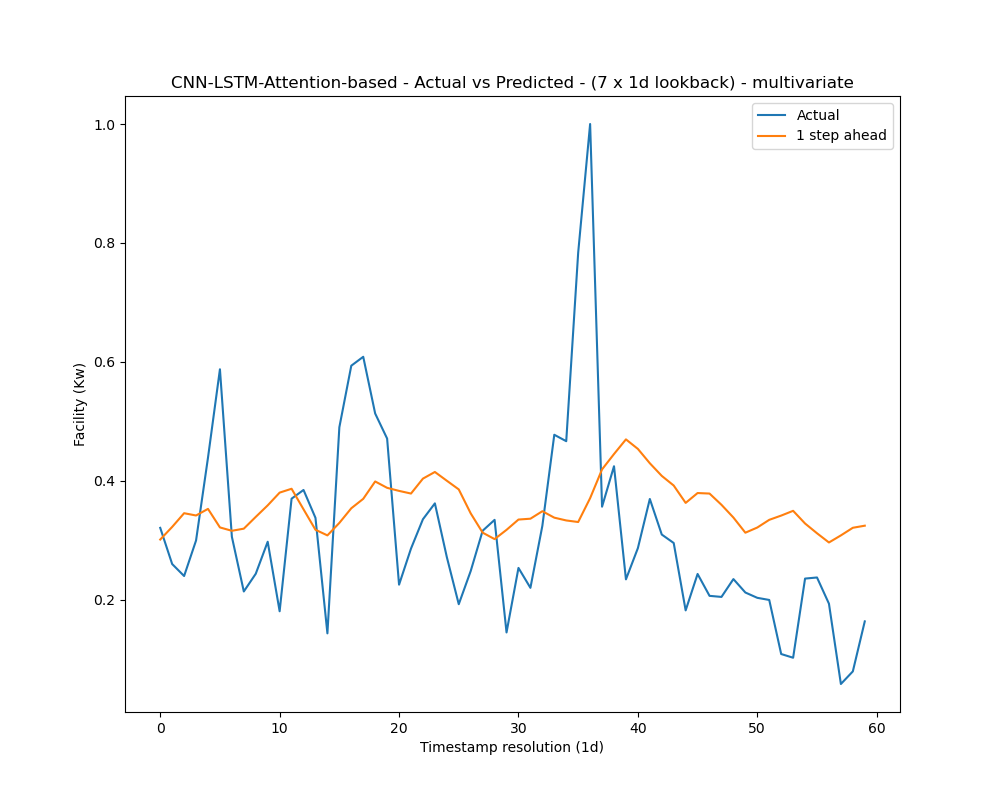 CNN-LSTM-Attention-based - Actual vs Predicted - (7 x 1d lookback) - multivariate
Actual
1 step ahead
1.0
0.8
0.6
0.4
0.2
Facility (Kw)
0 10 20 30 40 50 60
Timestamp resolution (1d)